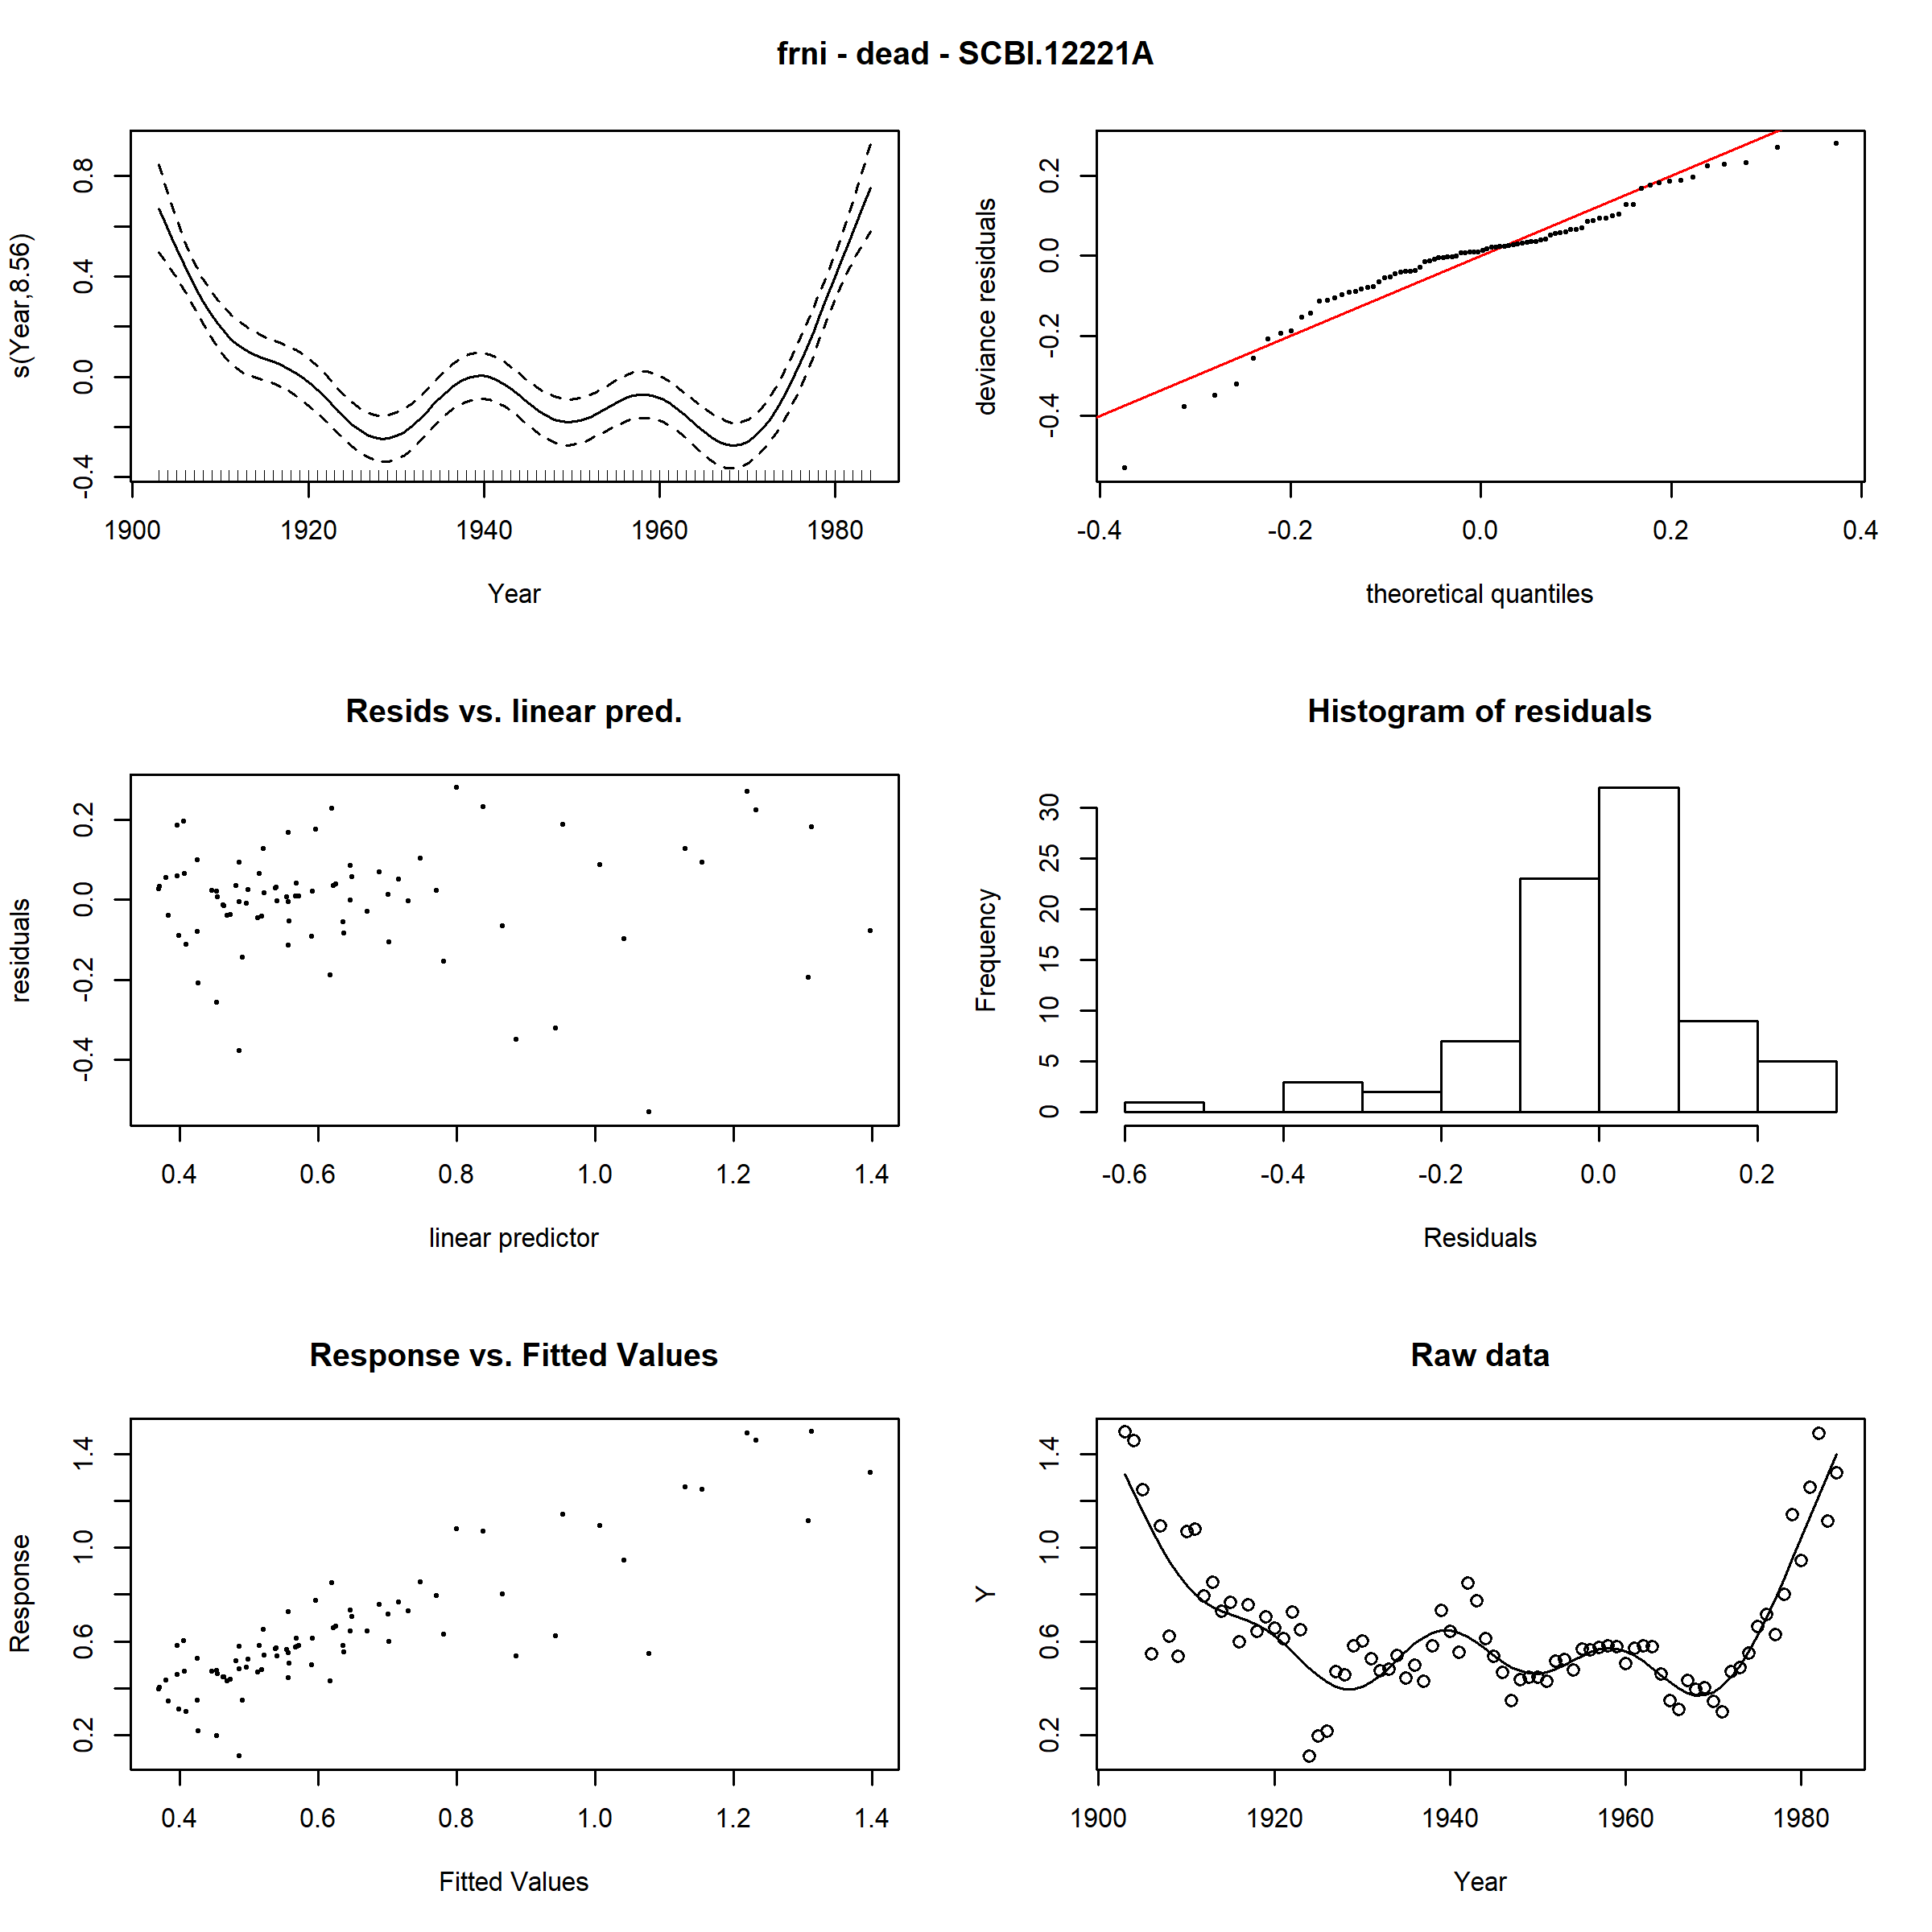 frni - dead - SCBI.12221A
s(Year,8.56)
-0.4 0.0 0.4 0.8
1900 1920 1940 1960 1980
Year
deviance residuals
-0.4 -0.2 0.0 0.2
-0.4 -0.2 0.0 0.2 0.4
theoretical quantiles
Resids vs. linear pred.
residuals
-0.4 -0.2 0.0 0.2
0.4 0.6 0.8 1.0 1.2 1.4
linear predictor
Histogram of residuals
Frequency
0 5 10 15 20 25 30
-0.6 -0.4 -0.2 0.0 0.2
Residuals
Response vs. Fitted Values
Response
0.2 0.6 1.0 1.4
0.4 0.6 0.8 1.0 1.2 1.4
Fitted Values
Raw data
Y
0.2 0.6 1.0 1.4
1900 1920 1940 1960 1980
Year